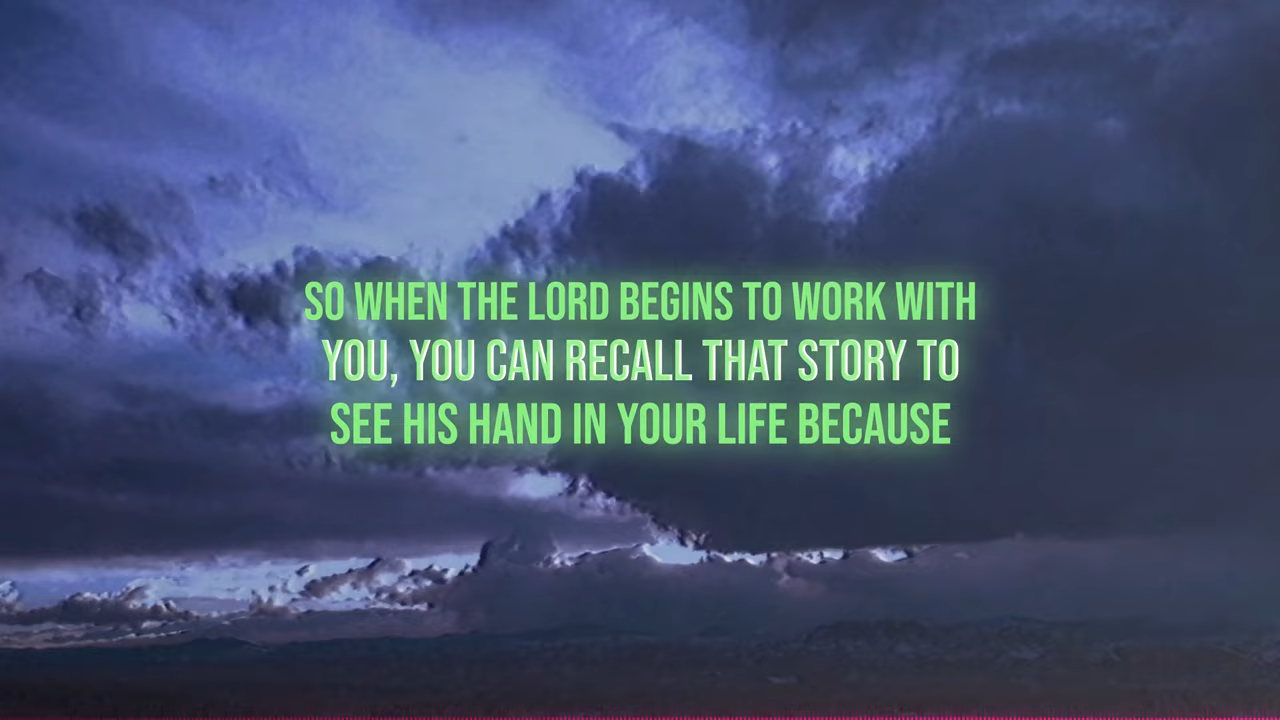 SO WHEN THE LORD BEGINS TO WORK WITH
YOU, YOU CAN RECALL THAT STORY TO
SEE HIS HAND IN YOUR LIFE BECAUSE